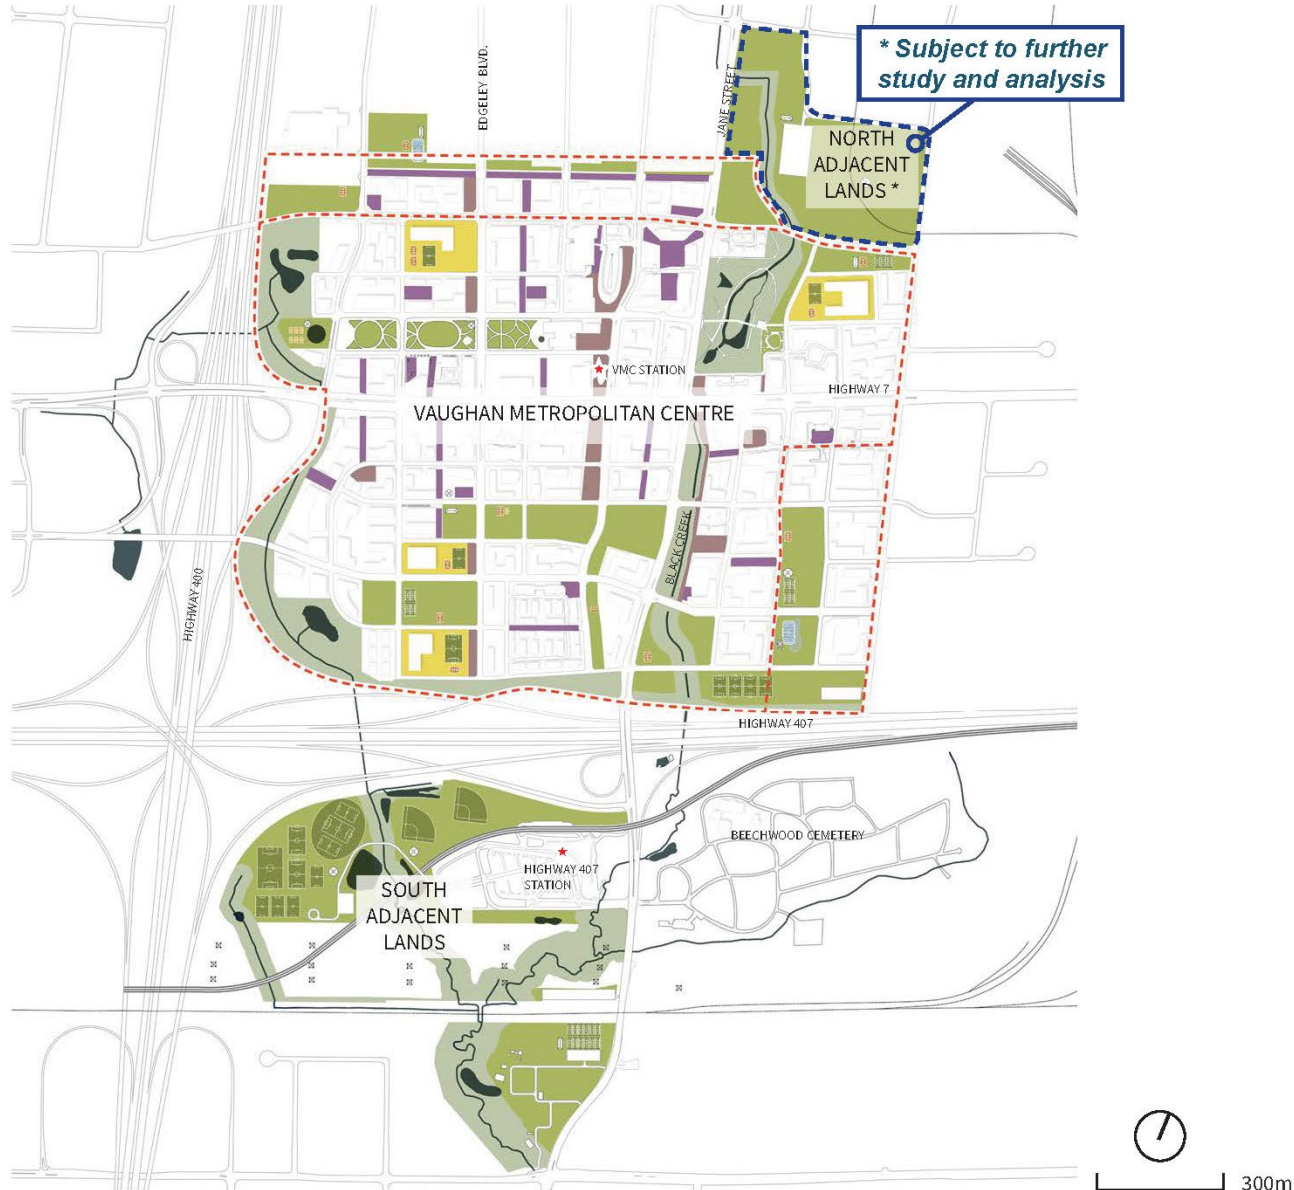 EDGELEY BLVD.
JANE STREET
* Subject to further
study and analysis
NORTH
ADJACENT
LANDS *
VMC STATION
HIGHWAY 7
VAUGHAN METROPOLITAN CENTRE
BLACK CREEK
HIGHWAY 400
HIGHWAY 407
BEECHWOOD CEMETERY
HIGHWAY 407
STATION
SOUTH
ADJACENT
LANDS
300m